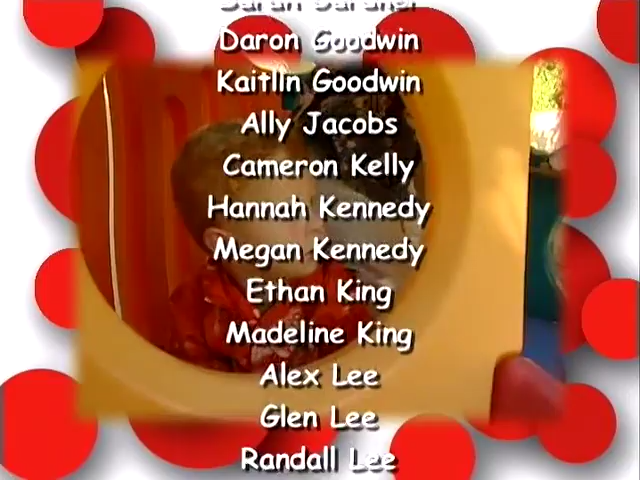 Daron Goodwin
Kaitlin Goodwin
Ally Jacobs
Cameron Kelly
Hannah Kennedy
Megan Kennedy
Ethan King
Madeline King
Alex Lee
Glen Lee
Randall Lee